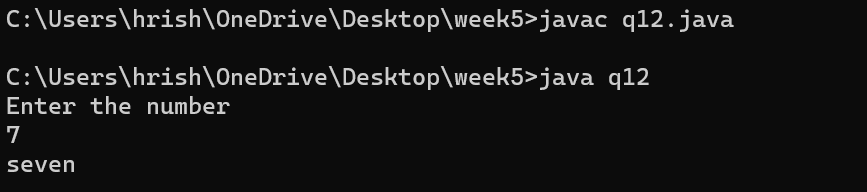 C:\Users\hrish\OneDrive\Desktop\week5>javac q12.java
C:\Users\hrish\OneDrive\Desktop\week5>java q12
Enter the number
7
seven